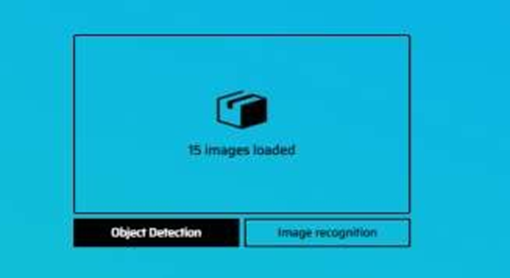 15 images loaded
Object Detection
Image recognition